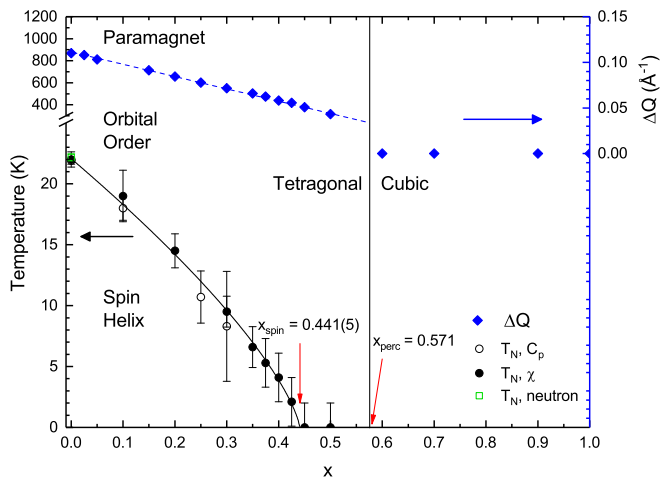 1200
1000
800
600
400
20
15
10
5
0
Temperature (K)
Paramagnet
Orbital
Order
Spin
Helix
Tetragonal
Cubic
x_spin = 0.441(5)
x_perc = 0.571
ΔQ
T_N, C_p
T_N, χ
T_N, neutron
0.15
0.10
0.05
0.00
ΔQ (Å⁻¹)
0.0 0.1 0.2 0.3 0.4 0.5 0.6 0.7 0.8 0.9 1.0
x